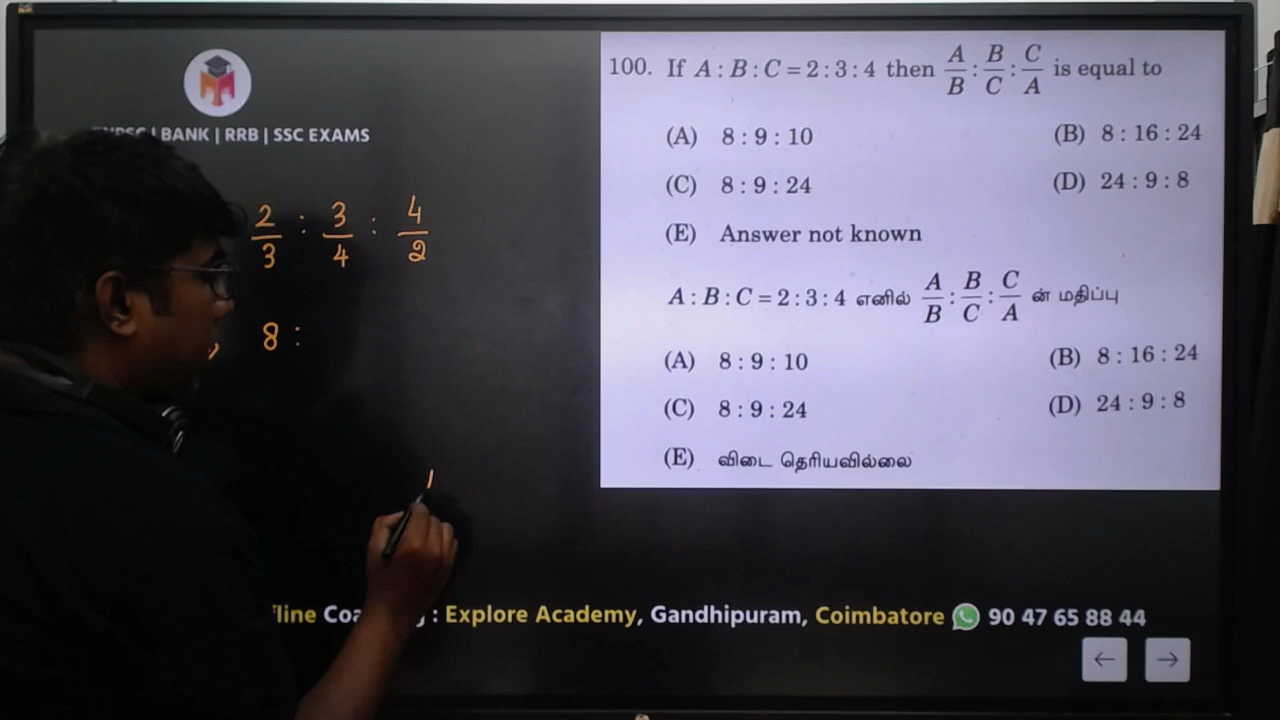 BANK | RRB | SSC EXAMS
2/3 : 3/4 : 4/2
8 :
100. If A : B : C = 2 : 3 : 4 then A/B : B/C : C/A is equal to
(A) 8 : 9 : 10 (B) 8 : 16 : 24
(C) 8 : 9 : 24 (D) 24 : 9 : 8
(E) Answer not known
A : B : C = 2 : 3 : 4 எனில் A/B : B/C : C/A ன் மதிப்பு
(A) 8 : 9 : 10 (B) 8 : 16 : 24
(C) 8 : 9 : 24 (D) 24 : 9 : 8
(E) விடை தெரியவில்லை
: Explore Academy, Gandhipuram, Coimbatore 90 47 65 88 44